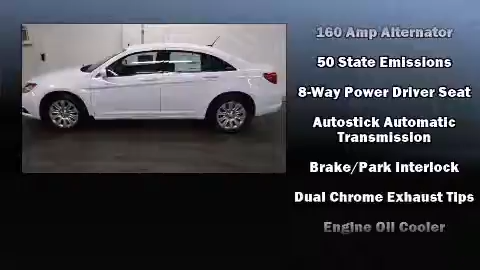 160 Amp Alternator
50 State Emissions
8-Way Power Driver Seat
Autostick Automatic
Transmission
Brake/Park Interlock
Dual Chrome Exhaust Tips
Engine Oil Cooler